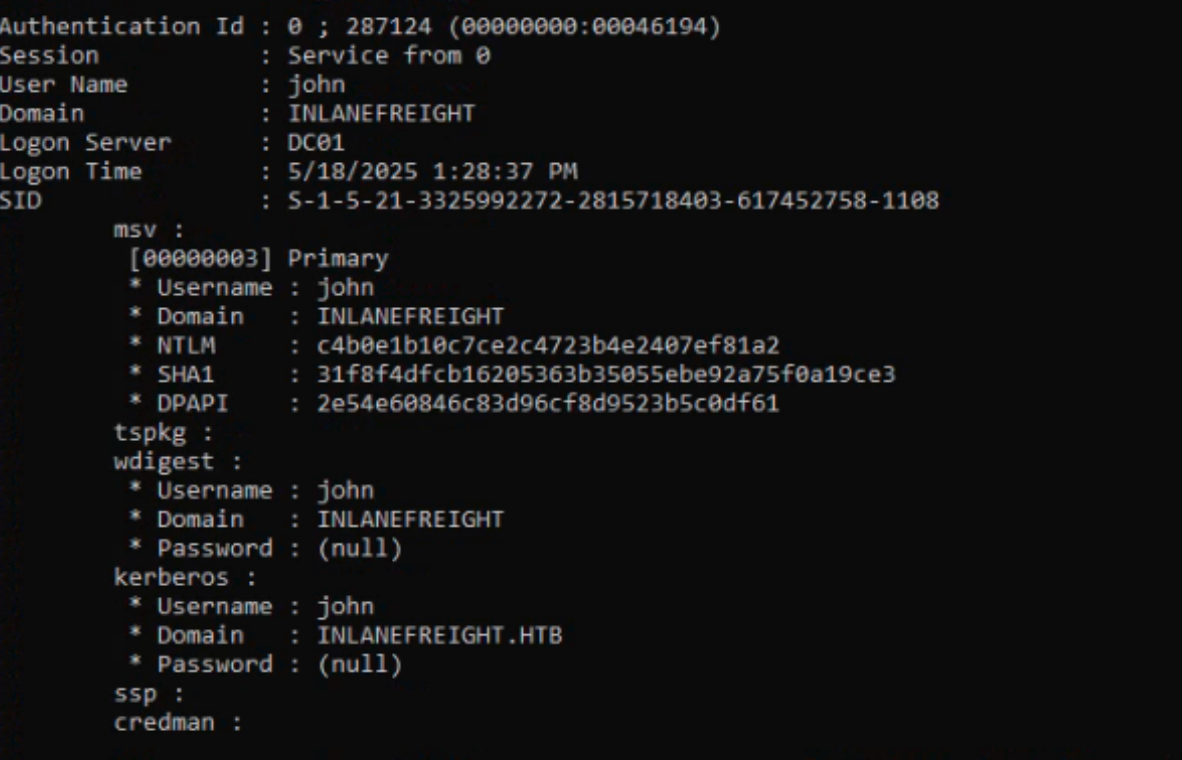 Authentication Id : 0 ; 287124 (00000000:00046194)
Session           : Service from 0
User Name         : john
Domain            : INLANEFREIGHT
Logon Server      : DC01
Logon Time        : 5/18/2025 1:28:37 PM
SID               : S-1-5-21-3325992272-2815718403-617452758-1108
        msv :
         [00000003] Primary
         * Username : john
         * Domain   : INLANEFREIGHT
         * NTLM     : c4b0e1b10c7ce2c4723b4e2407ef81a2
         * SHA1     : 31f8f4dfcb16205363b35055ebe92a75f0a19ce3
         * DPAPI    : 2e54e60846c83d96cf8d9523b5c0df61
        tspkg :
        wdigest :
         * Username : john
         * Domain   : INLANEFREIGHT
         * Password : (null)
        kerberos :
         * Username : john
         * Domain   : INLANEFREIGHT.HTB
         * Password : (null)
        ssp :
        credman :